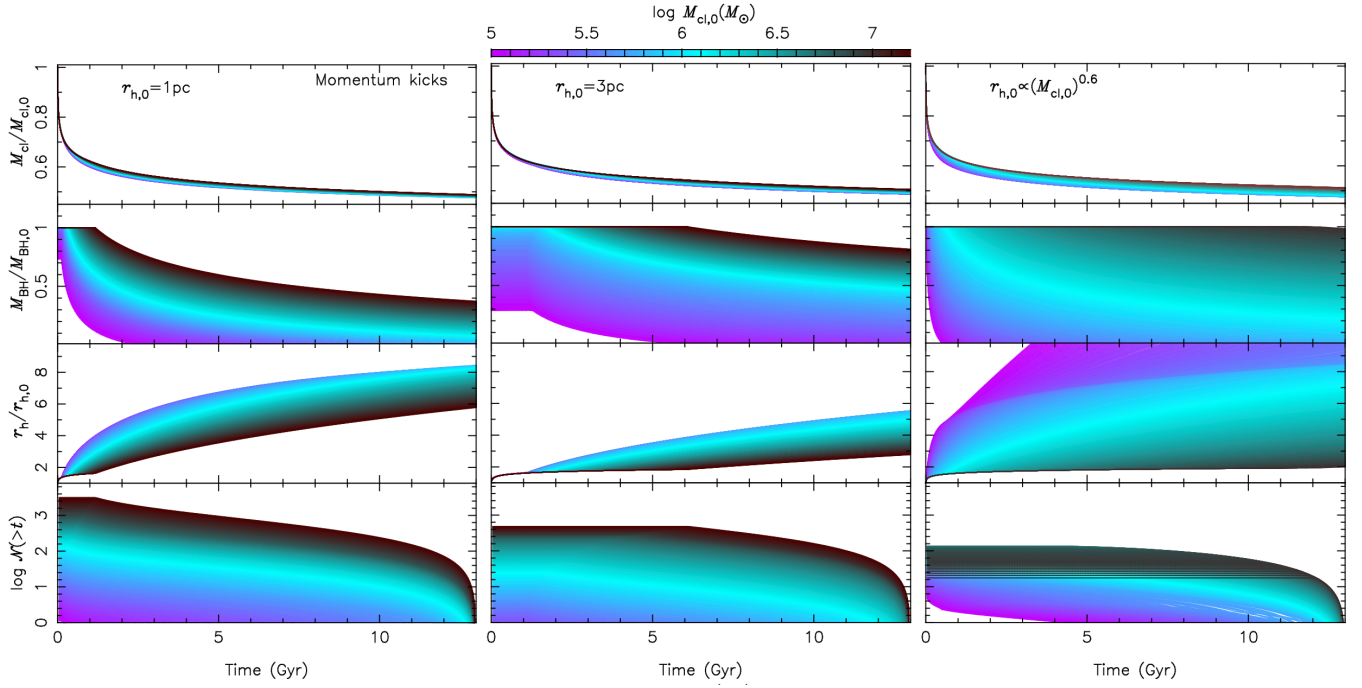 log M_cl,0(M_⊙)
5 5.5 6 6.5 7
r_h,0=1pc Momentum kicks
r_h,0=3pc
r_h,0∝(M_cl,0)^0.6
M_cl/M_cl,0
1
0.8
0.6
M_BH/M_BH,0
1
0.5
r_h/r_h,0
8
6
4
2
log N(>t)
3
2
1
0
0 5 10
0 5 10
0 5 10
Time (Gyr)
Time (Gyr)
Time (Gyr)